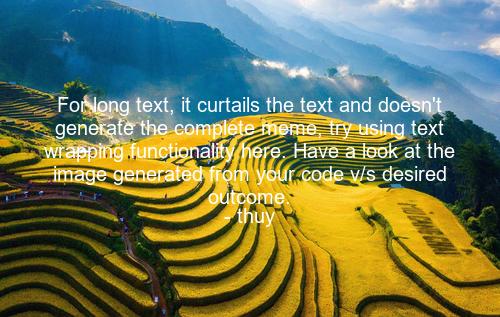 For long text, it curtails the text and doesn't
generate the complete meme, try using text
wrapping functionality here. Have a look at the
image generated from your code v/s desired
outcome.
- thuy